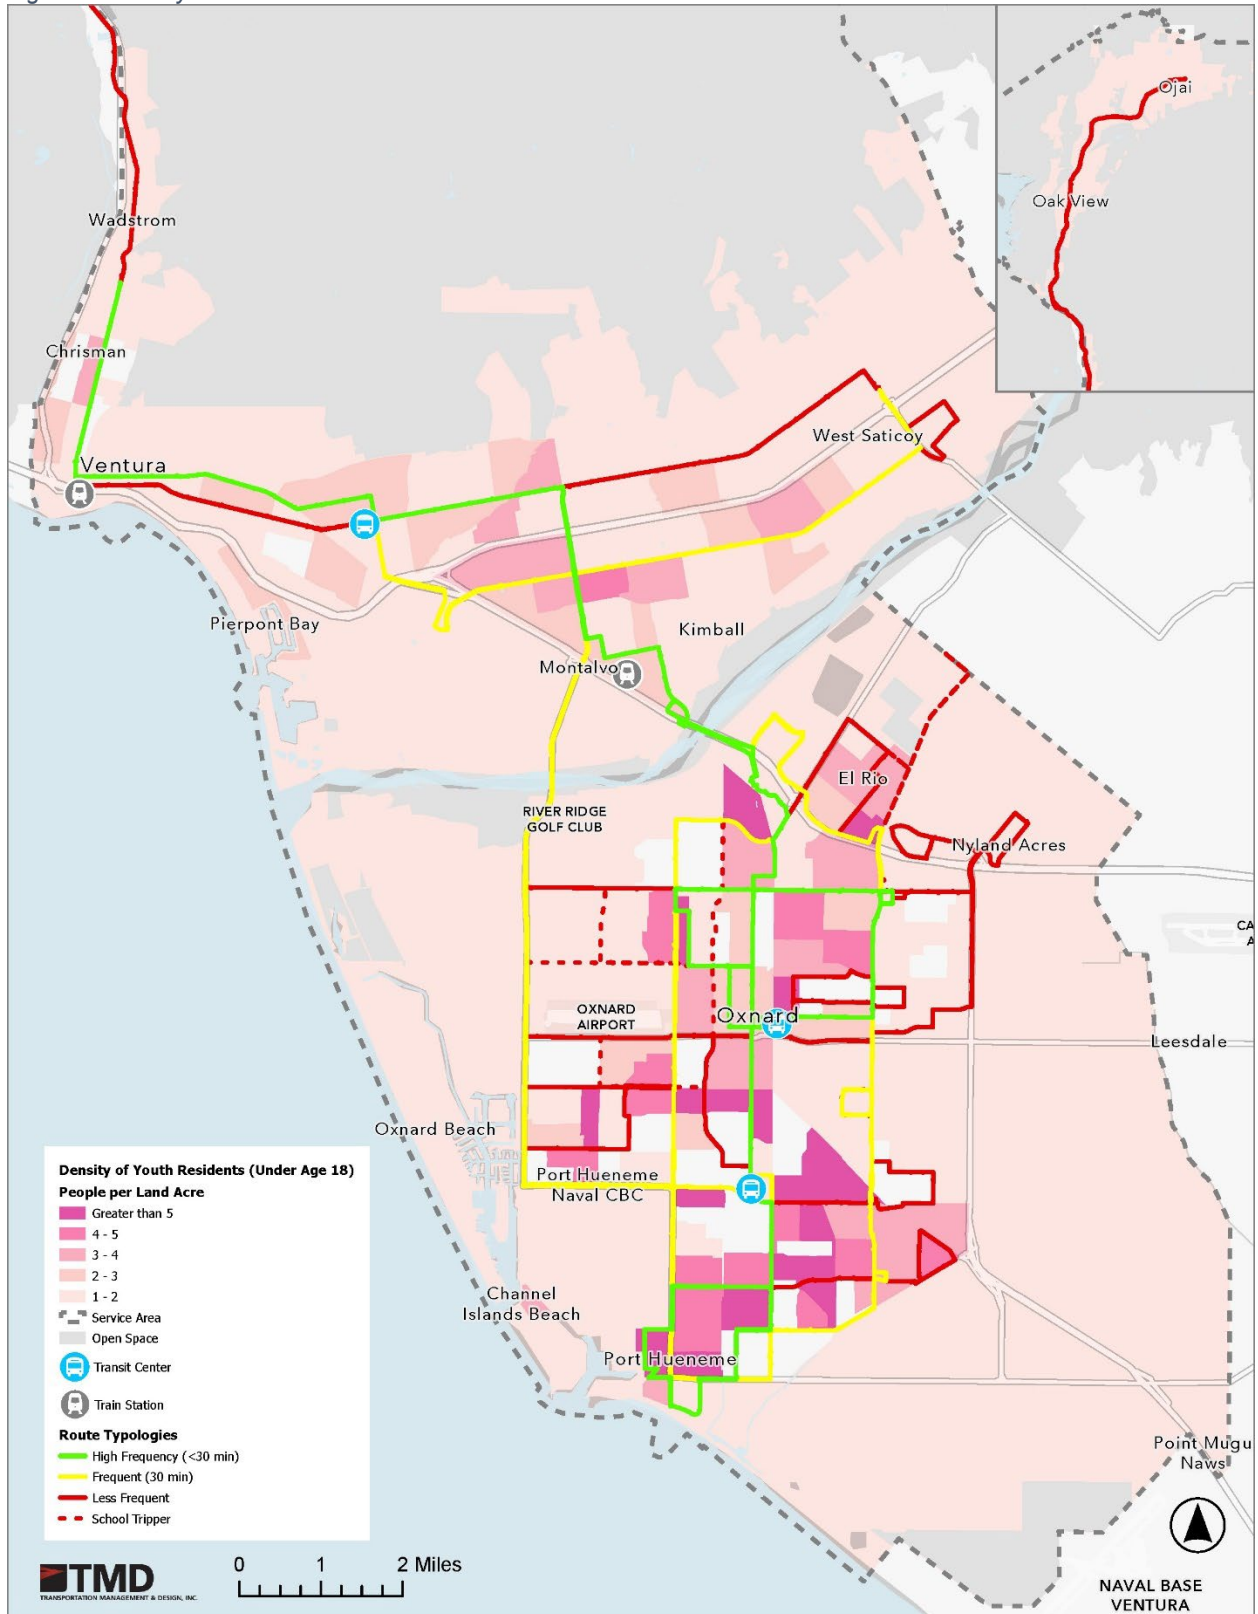 Ojai
Oak View
Wadstrom
Chrisman
West Saticoy
Ventura
Pierpont Bay
Kimball
Montalvo
El Rio
RIVER RIDGE
GOLF CLUB
Nyland Acres
OXNARD
AIRPORT
Oxnard
Leesdale
Oxnard Beach
Port Hueneme
Naval CBC
Channel
Islands Beach
Port Hueneme
Point Mugu
Naws
NAVAL BASE
VENTURA
Density of Youth Residents (Under Age 18)
People per Land Acre
Greater than 5
4 - 5
3 - 4
2 - 3
1 - 2
Service Area
Open Space
Transit Center
Train Station
Route Typologies
High Frequency (<30 min)
Frequent (30 min)
Less Frequent
School Tripper
TMD
TRANSPORTATION MANAGEMENT & DESIGN, INC.
0 1 2 Miles